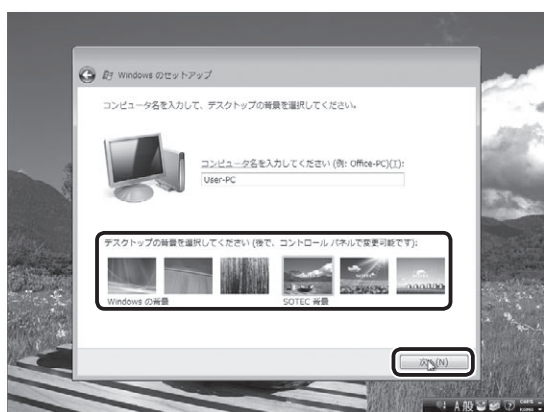 Windows のセットアップ
コンピュータ名を入力して、デスクトップの背景を選択してください。
コンピュータ名を入力してください (例: Office-PC)(T):
User-PC
デスクトップの背景を選択してください (後で、コントロール パネルで変更可能です):
Windows の背景
SOTEC 背景
次へ(N)
A 般
CAPS
KANA